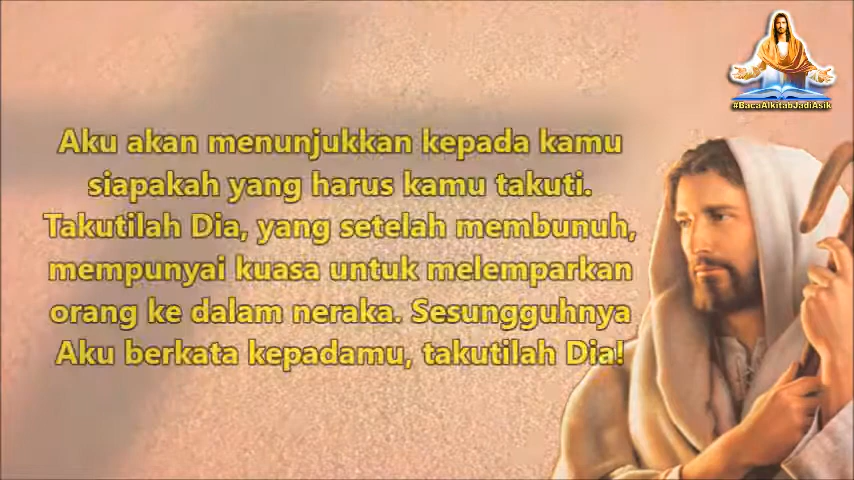 #BacaAlkitabJadiAsik
Aku akan menunjukkan kepada kamu
siapakah yang harus kamu takuti.
Takutilah Dia, yang setelah membunuh,
mempunyai kuasa untuk melemparkan
orang ke dalam neraka. Sesungguhnya
Aku berkata kepadamu, takutilah Dia!